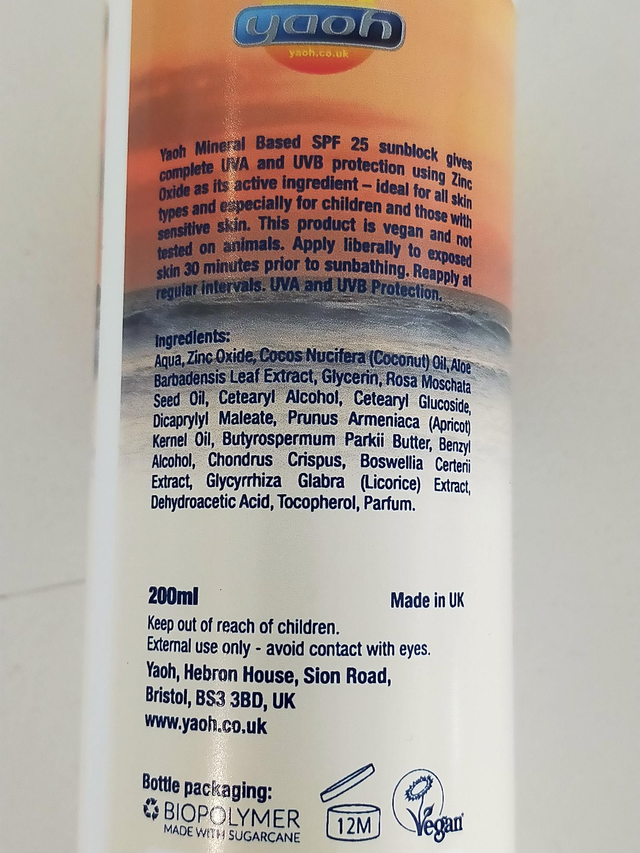 yaoh
yaoh.co.uk
Yaoh Mineral Based SPF 25 sunblock gives
complete UVA and UVB protection using Zinc
Oxide as its active ingredient – ideal for all skin
types and especially for children and those with
sensitive skin. This product is vegan and not
tested on animals. Apply liberally to exposed
skin 30 minutes prior to sunbathing. Reapply at
regular intervals. UVA and UVB Protection.
Ingredients:
Aqua, Zinc Oxide, Cocos Nucifera (Coconut) Oil, Aloe
Barbadensis Leaf Extract, Glycerin, Rosa Moschata
Seed Oil, Cetearyl Alcohol, Cetearyl Glucoside,
Dicaprylyl Maleate, Prunus Armeniaca (Apricot)
Kernel Oil, Butyrospermum Parkii Butter, Benzyl
Alcohol, Chondrus Crispus, Boswellia Certerii
Extract, Glycyrrhiza Glabra (Licorice) Extract,
Dehydroacetic Acid, Tocopherol, Parfum.
200ml Made in UK
Keep out of reach of children.
External use only - avoid contact with eyes.
Yaoh, Hebron House, Sion Road,
Bristol, BS3 3BD, UK
www.yaoh.co.uk
Bottle packaging:
BIOPOLYMER
MADE WITH SUGARCANE
12M
Vegan